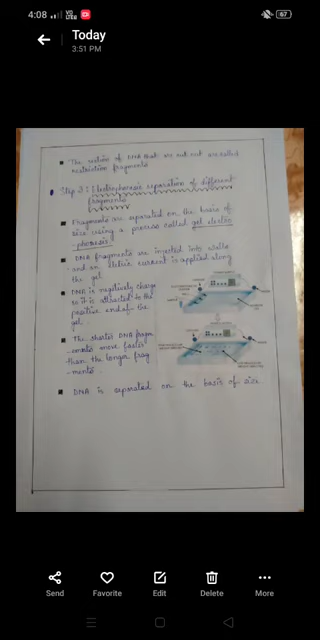 4:08
67
Today
3:51 PM
The section of DNA that are cut out are called
restriction fragments
Step 3: Electrophoresis separation of different
fragments
Fragments are separated on the basis of
size using a process called gel electro
-phoresis.
DNA fragments are injected into wells
and an eletric current is applied along
the gel
DNA is negatively charge
so it is attracted to the
positive end of the
gel.
The shorter DNA fragm
-ments move faster
than the longer frag
-ments.
DNA is separated on the basis of size
Send
Favorite
Edit
Delete
More